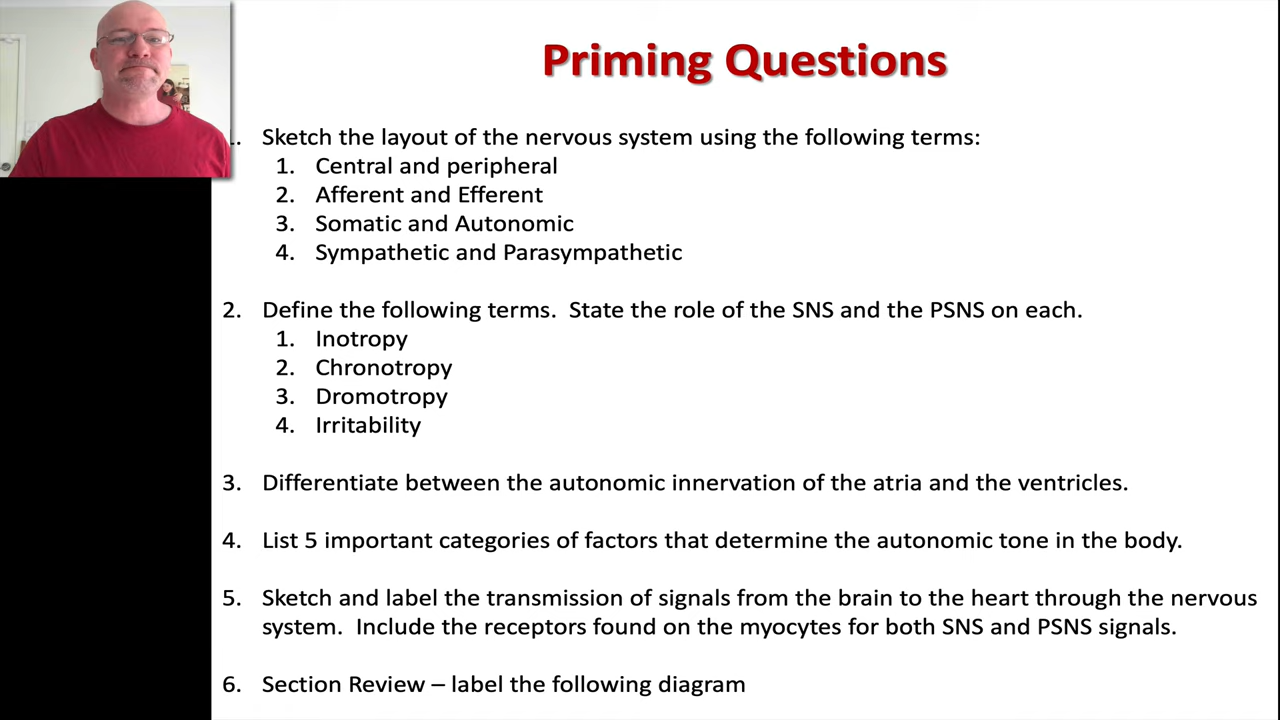 Priming Questions
1. Sketch the layout of the nervous system using the following terms:
1. Central and peripheral
2. Afferent and Efferent
3. Somatic and Autonomic
4. Sympathetic and Parasympathetic
2. Define the following terms.  State the role of the SNS and the PSNS on each.
1. Inotropy
2. Chronotropy
3. Dromotropy
4. Irritability
3. Differentiate between the autonomic innervation of the atria and the ventricles.
4. List 5 important categories of factors that determine the autonomic tone in the body.
5. Sketch and label the transmission of signals from the brain to the heart through the nervous
system.  Include the receptors found on the myocytes for both SNS and PSNS signals.
6. Section Review – label the following diagram